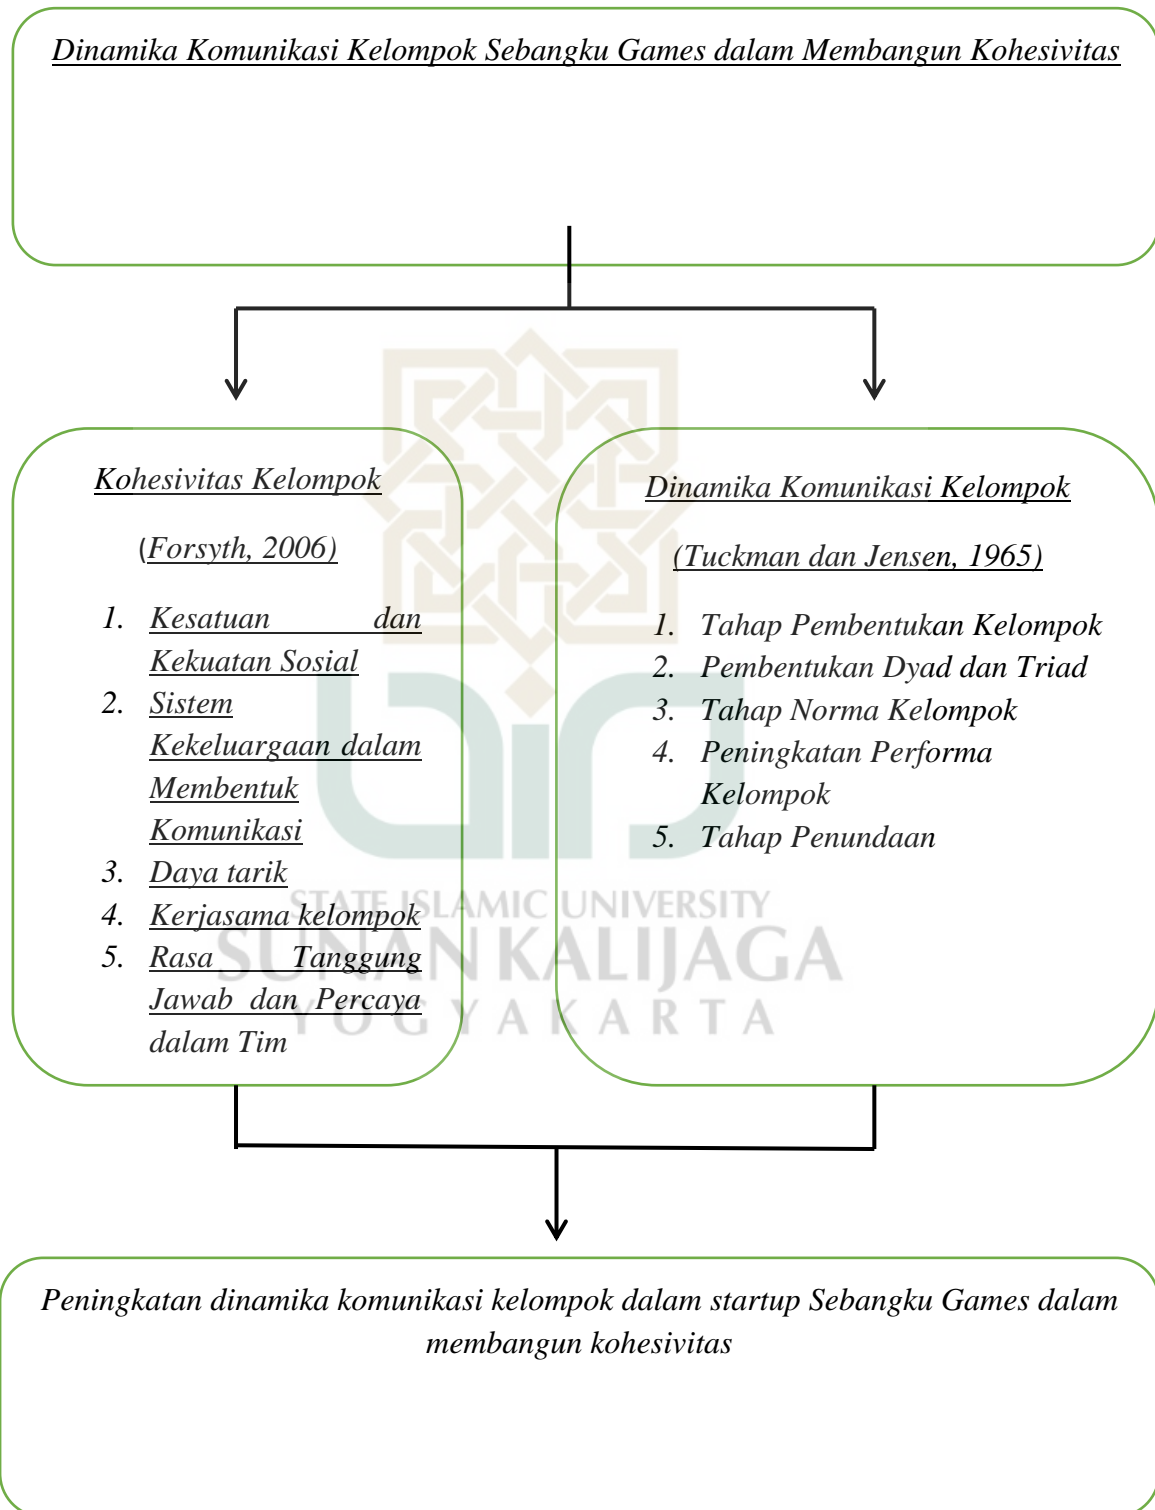 Dinamika Komunikasi Kelompok Sebangku Games dalam Membangun Kohesivitas
Kohesivitas Kelompok
(Forsyth, 2006)
1. Kesatuan dan
Kekuatan Sosial
2. Sistem
Kekeluargaan dalam
Membentuk
Komunikasi
3. Daya tarik
4. Kerjasama kelompok
5. Rasa Tanggung
Jawab dan Percaya
dalam Tim
Dinamika Komunikasi Kelompok
(Tuckman dan Jensen, 1965)
1. Tahap Pembentukan Kelompok
2. Pembentukan Dyad dan Triad
3. Tahap Norma Kelompok
4. Peningkatan Performa
Kelompok
5. Tahap Penundaan
STATE ISLAMIC UNIVERSITY
SUNAN KALIJAGA
YOGYAKARTA
Peningkatan dinamika komunikasi kelompok dalam startup Sebangku Games dalam
membangun kohesivitas